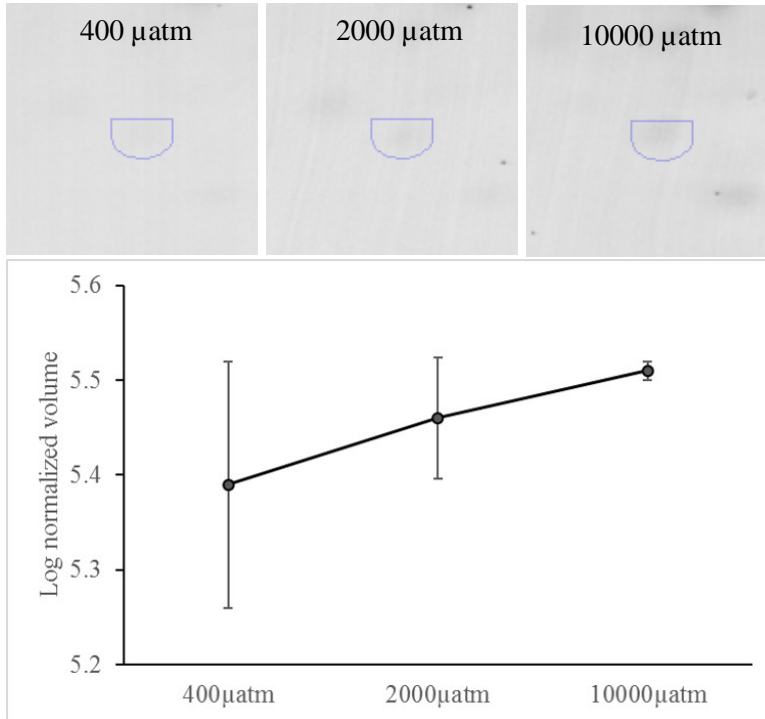 400 µatm
2000 µatm
10000 µatm
Log normalized volume
5.6
5.5
5.4
5.3
5.2
400µatm
2000µatm
10000µatm